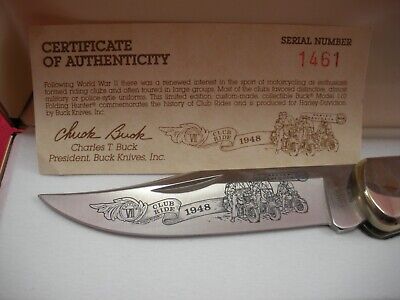 CERTIFICATE
OF AUTHENTICITY
SERIAL NUMBER
1461
Following World War II there was a renewed interest in the sport of motorcycling as enthusiasts
formed riding clubs and often toured in large groups. Most of the clubs favored distinctive, almost
military or police-style uniforms. This limited edition, custom-made, collectible Buck® Model 110
Folding Hunter® commemorates the history of Club Rides and is produced for Harley-Davidson
by Buck Knives, Inc.
Chuck Buck
Charles T Buck
President, Buck Knives, Inc.
VII
CLUB
RIDE
1948
VII
CLUB
RIDE
1948